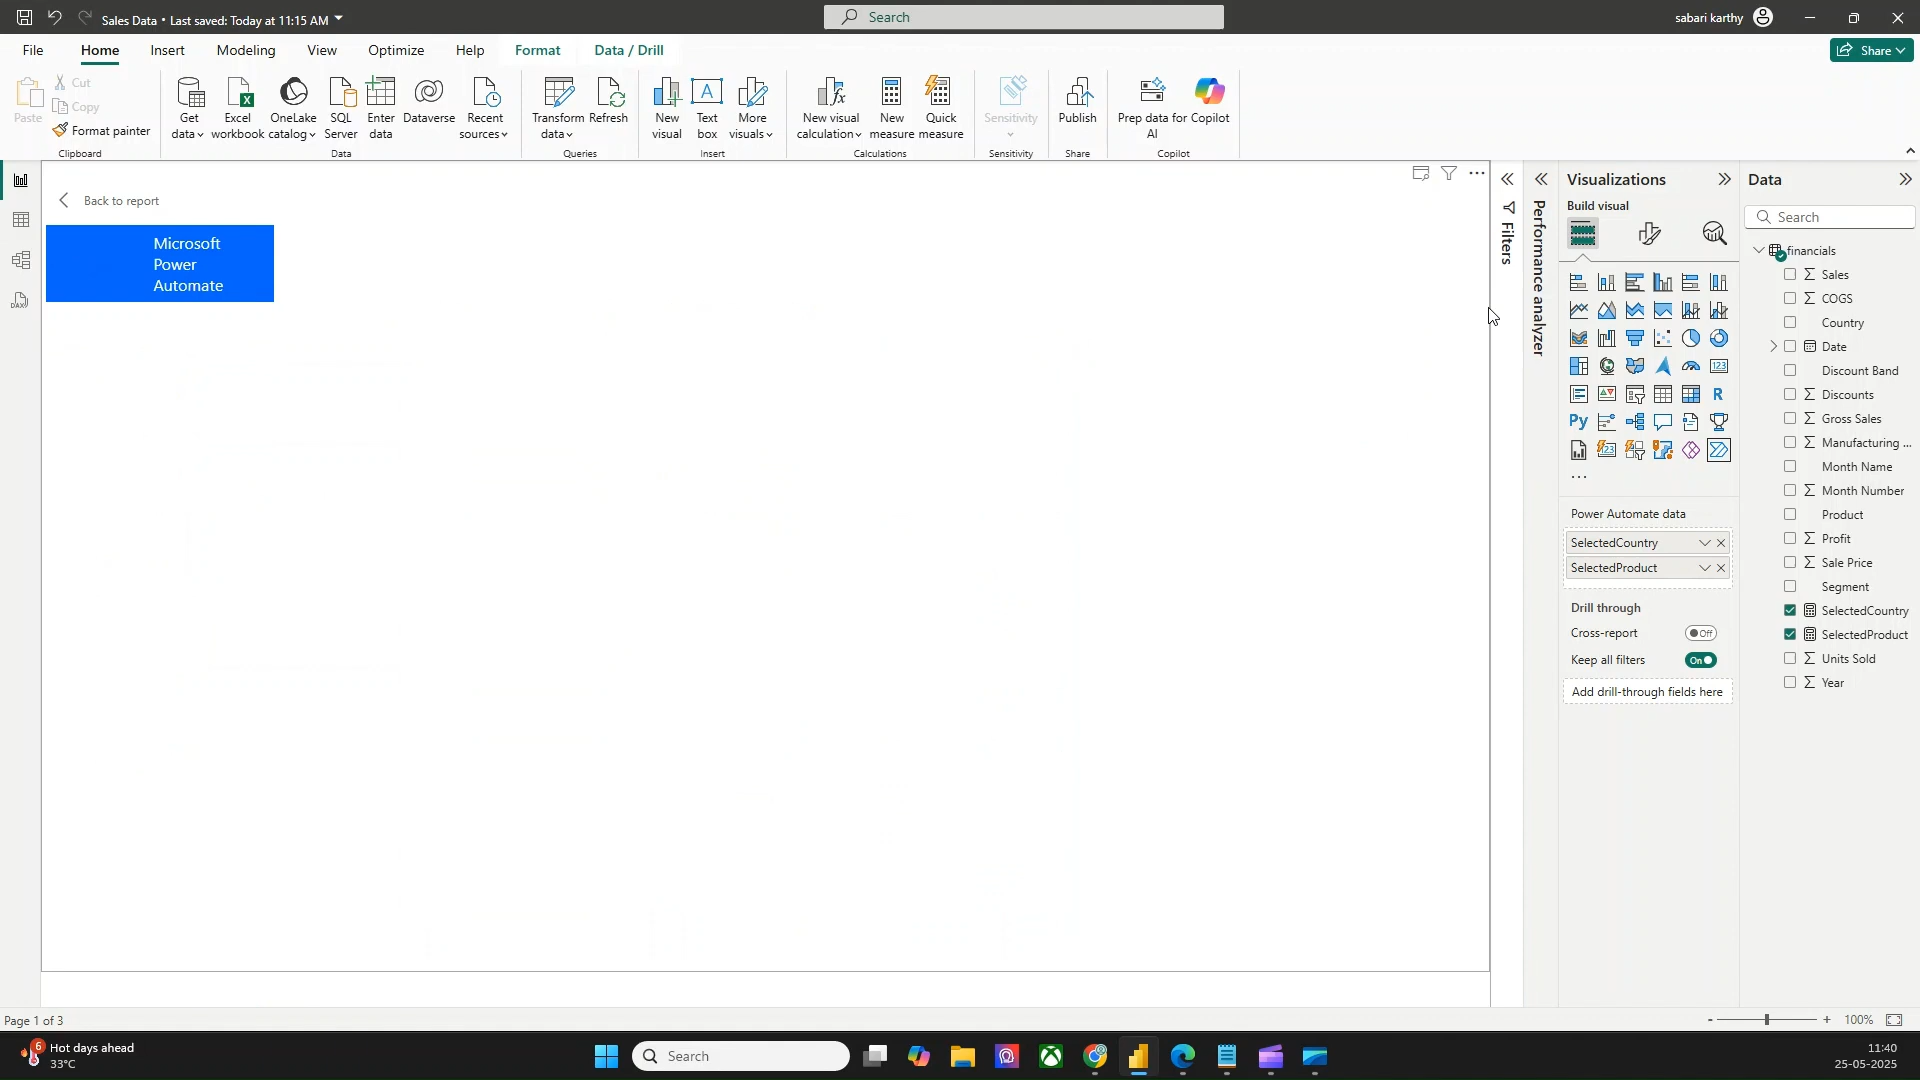 Sales Data • Last saved: Today at 11:15 AM
Search
sabari karthy
File
Home
Insert
Modeling
View
Optimize
Help
Format
Data / Drill
Share
Paste
Cut
Copy
Format painter
Clipboard
Get data
Excel workbook
OneLake catalog
SQL Server
Enter data
Dataverse
Recent sources
Data
Transform data
Refresh
Queries
New visual
Text box
More visuals
Insert
New visual calculation
New measure
Quick measure
Calculations
Sensitivity
Sensitivity
Publish
Share
Prep data for AI
Copilot
Copilot
Back to report
Microsoft
Power
Automate
Filters
Performance analyzer
Visualizations
Build visual
Power Automate data
SelectedCountry
SelectedProduct
Drill through
Cross-report
Off
Keep all filters
On
Add drill-through fields here
Data
Search
financials
Sales
COGS
Country
Date
Discount Band
Discounts
Gross Sales
Manufacturing ...
Month Name
Month Number
Product
Profit
Sale Price
Segment
SelectedCountry
SelectedProduct
Units Sold
Year
Page 1 of 3
100%
6
Hot days ahead
33°C
Search
11:40
25-05-2025